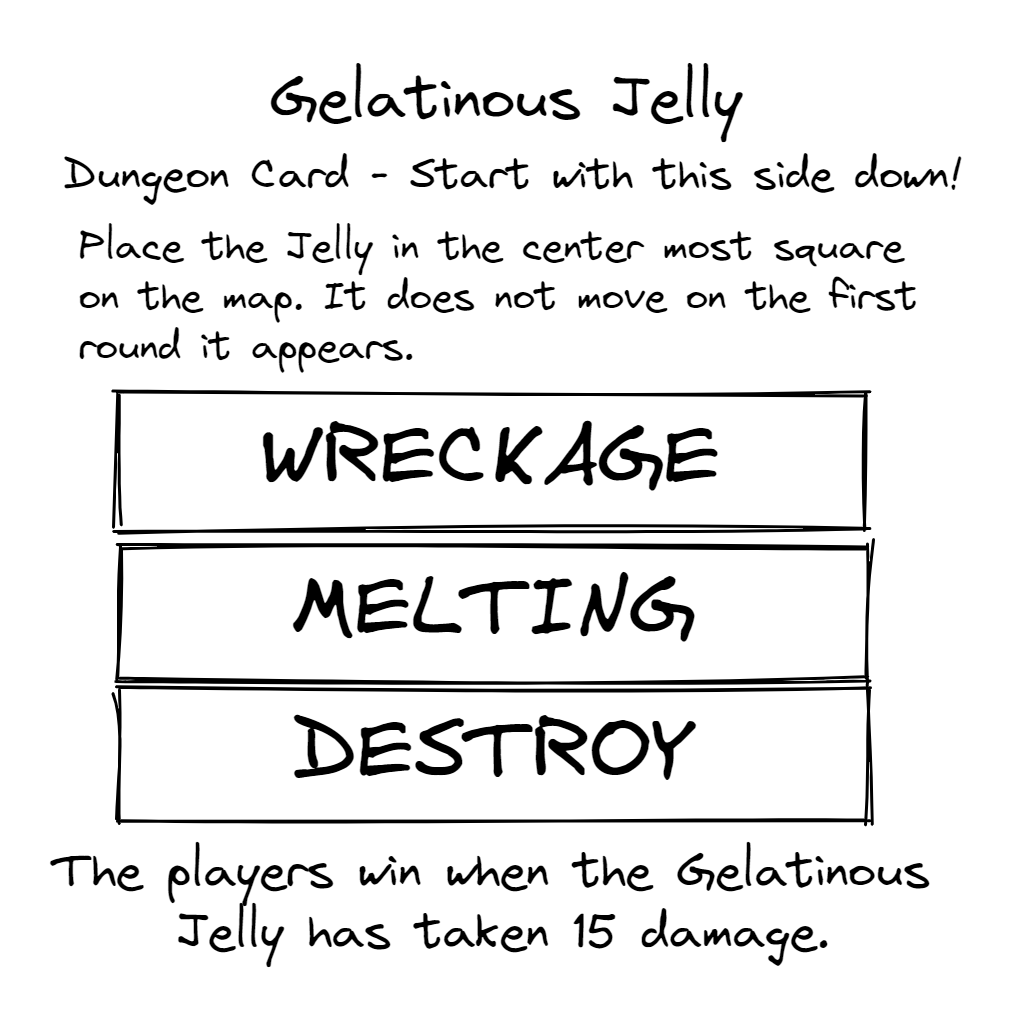 Gelatinous Jelly
Dungeon Card - Start with this side down!
Place the Jelly in the center most square
on the map. It does not move on the first
round it appears.
WRECKAGE
MELTING
DESTROY
The players win when the Gelatinous
Jelly has taken 15 damage.